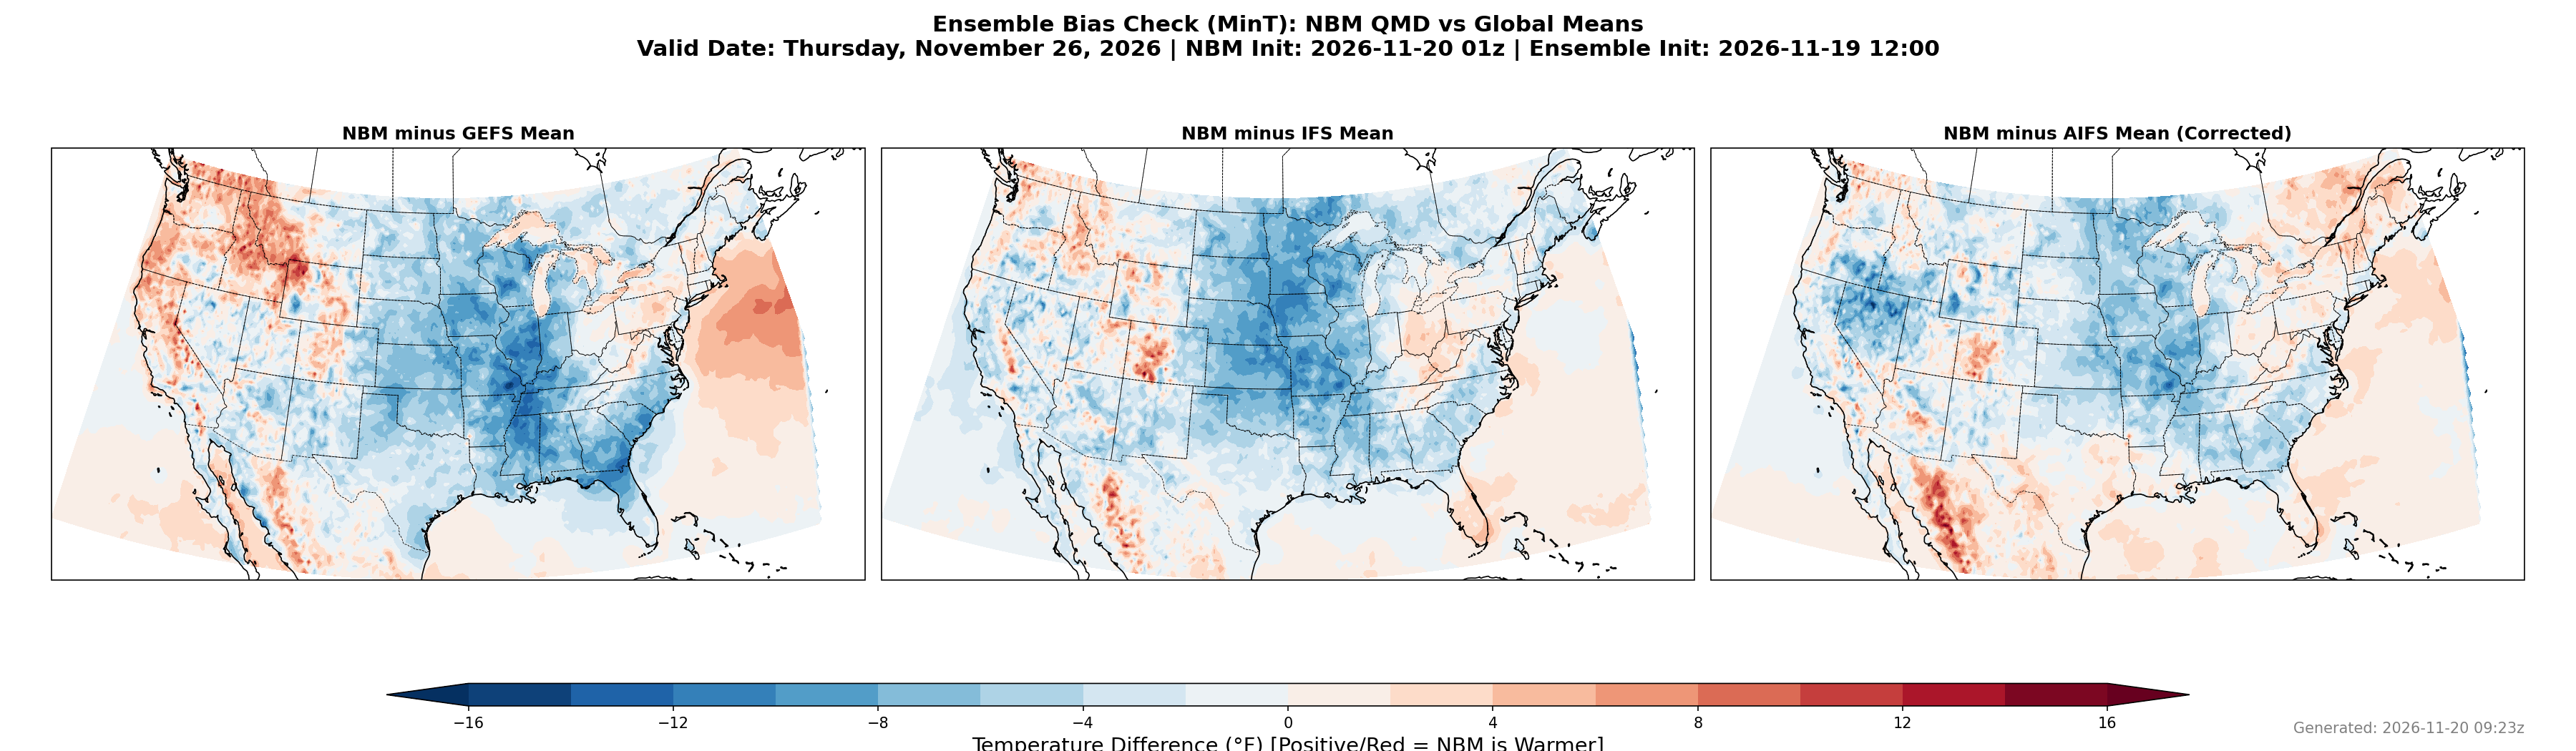 Ensemble Bias Check (MinT): NBM QMD vs Global Means
Valid Date: Thursday, November 26, 2026 | NBM Init: 2026-11-20 01z | Ensemble Init: 2026-11-19 12:00
NBM minus GEFS Mean
NBM minus IFS Mean
NBM minus AIFS Mean (Corrected)
−16 −12 −8 −4 0 4 8 12 16
Temperature Difference (°F) [Positive/Red = NBM is Warmer]
Generated: 2026-11-20 09:23z